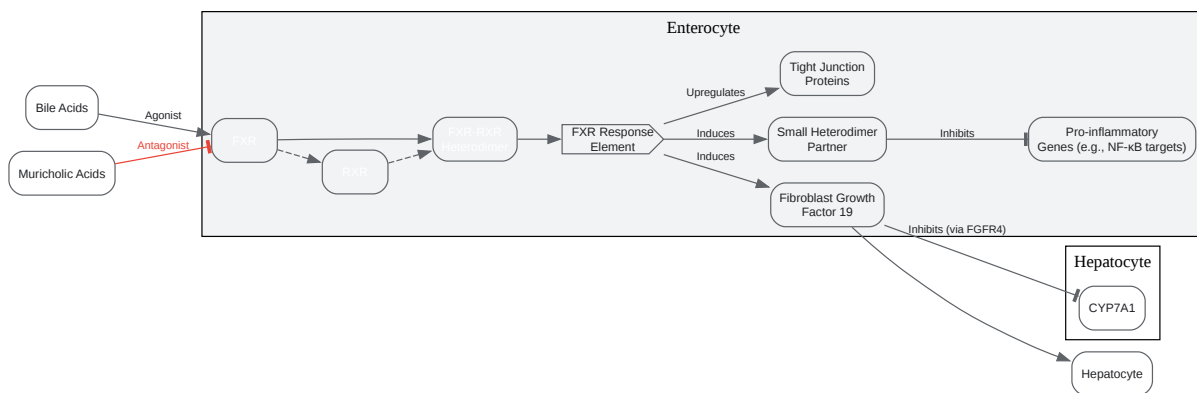 Enterocyte
Bile Acids
Agonist
Muricholic Acids
Antagonist
FXR
RXR
FXR-RXR
Heterodimer
FXR Response
Element
Upregulates
Induces
Induces
Tight Junction
Proteins
Small Heterodimer
Partner
Inhibits
Pro-inflammatory
Genes (e.g., NF-κB targets)
Fibroblast Growth
Factor 19
Inhibits (via FGFR4)
Hepatocyte
CYP7A1
Hepatocyte